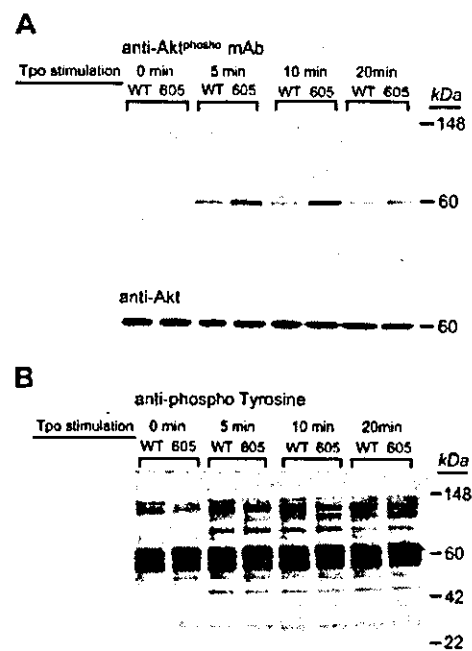 A
anti-Aktphospho mAb
Tpo stimulation 0 min 5 min 10 min 20min
WT 605 WT 605 WT 605 WT 605 kDa
148
60
anti-Akt
60
B
anti-phospho Tyrosine
Tpo stimulation 0 min 5 min 10 min 20min
WT 605 WT 605 WT 605 WT 605 kDa
148
60
42
22